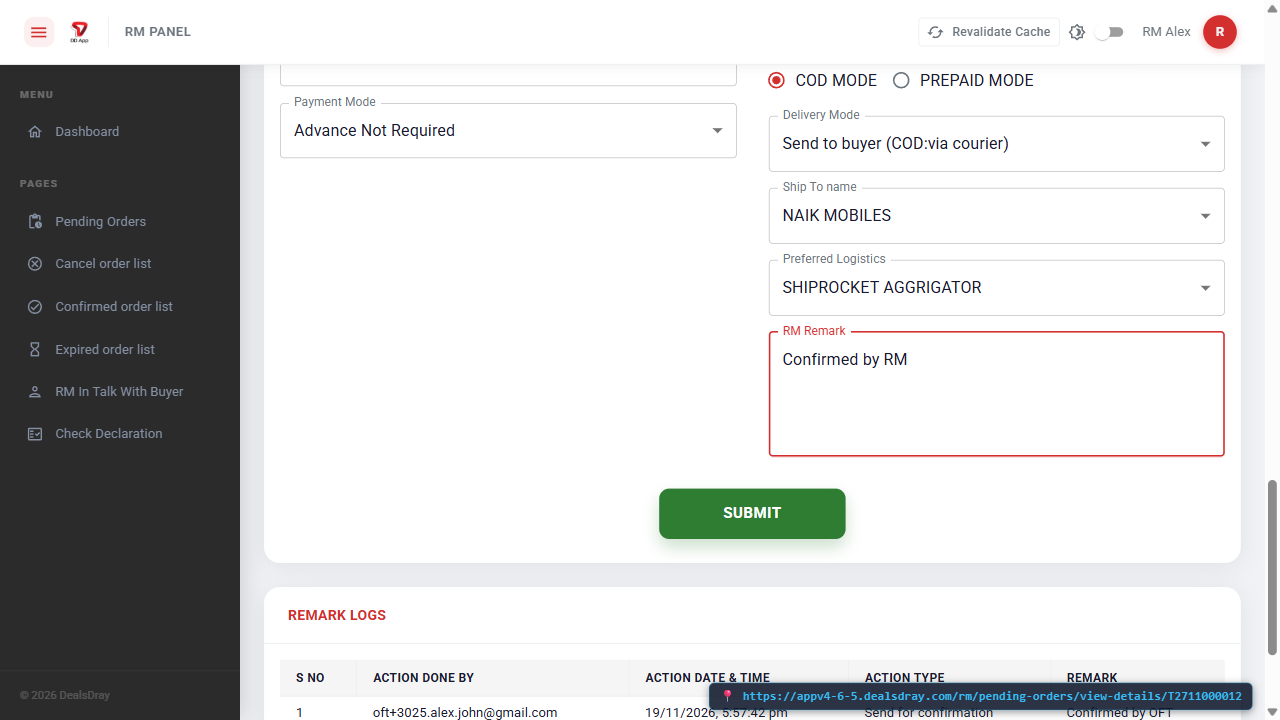 DD App
RM PANEL
Revalidate Cache
RM Alex
R
MENU
Dashboard
PAGES
Pending Orders
Cancel order list
Confirmed order list
Expired order list
RM In Talk With Buyer
Check Declaration
© 2026 DealsDray
COD MODE
PREPAID MODE
Payment Mode
Advance Not Required
Delivery Mode
Send to buyer (COD:via courier)
Ship To name
NAIK MOBILES
Preferred Logistics
SHIPROCKET AGGRIGATOR
RM Remark
Confirmed by RM
SUBMIT
REMARK LOGS
S NO ACTION DONE BY ACTION DATE & TIME ACTION TYPE REMARK
https://appv4-6-5.dealsdray.com/rm/pending-orders/view-details/T2711000012
1 oft+3025.alex.john@gmail.com 19/11/2026, 5:57:42 pm Send for confirmation Confirmed by OFT